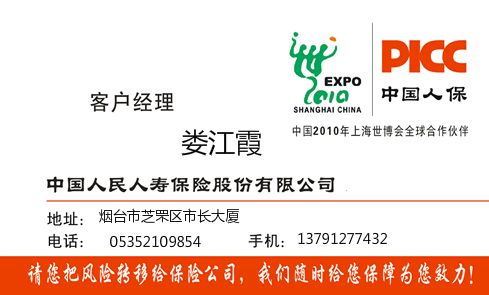 EXPO
2010
SHANGHAI CHINA
PICC
中国人保
中国2010年上海世博会全球合作伙伴
客户经理
娄江霞
中国人民人寿保险股份有限公司
地址: 烟台市芝罘区市长大厦
电话: 05352109854 手机: 13791277432
请您把风险转移给保险公司，我们随时给您保障为您效力!